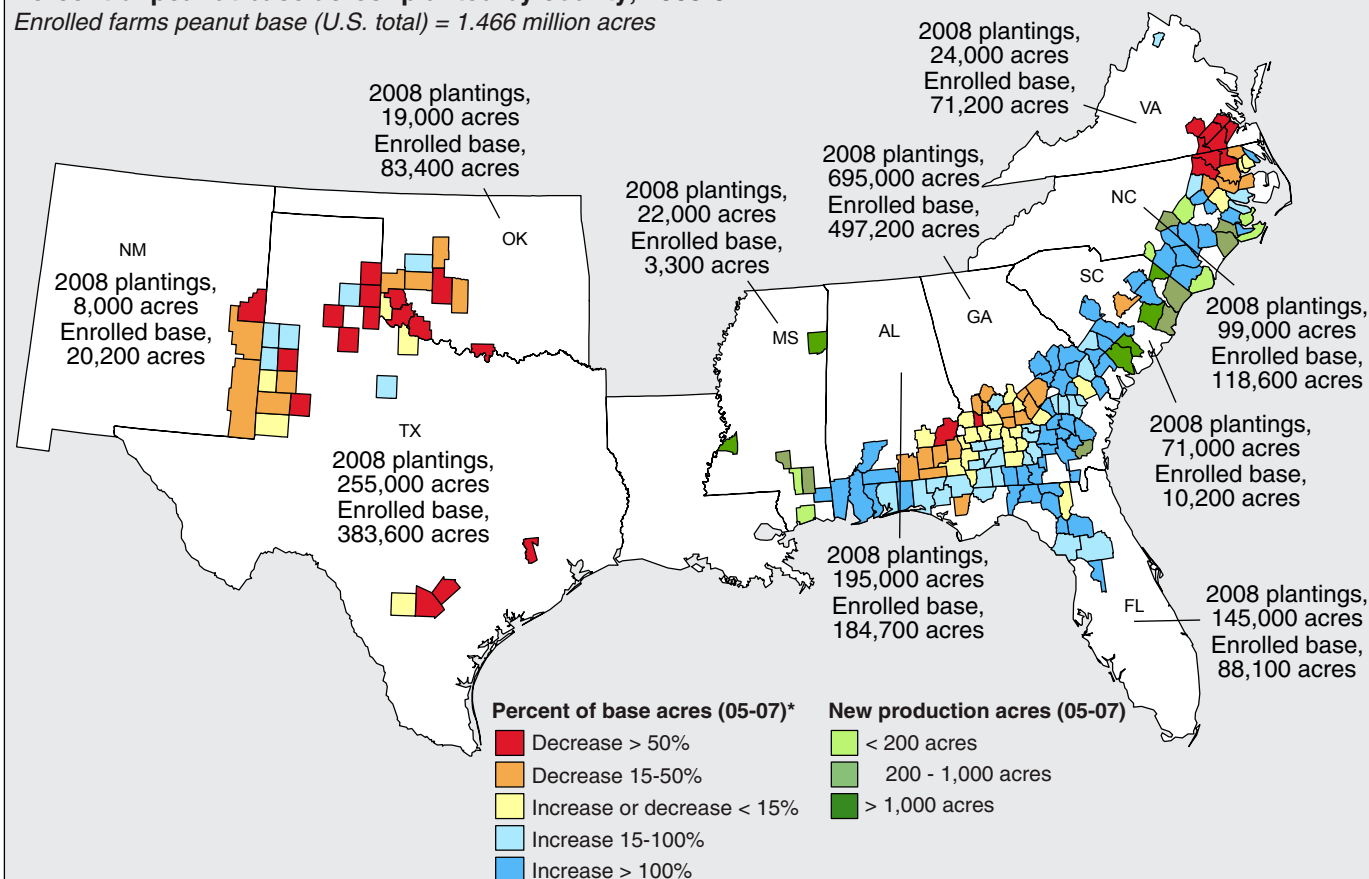 Enrolled farms peanut base (U.S. total) = 1.466 million acres
2008 plantings,
24,000 acres
Enrolled base,
71,200 acres
VA
2008 plantings,
19,000 acres
Enrolled base,
83,400 acres
OK
2008 plantings,
695,000 acres
Enrolled base,
497,200 acres
NC
2008 plantings,
22,000 acres
Enrolled base,
3,300 acres
NM
2008 plantings,
8,000 acres
Enrolled base,
20,200 acres
SC
MS
AL
GA
2008 plantings,
99,000 acres
Enrolled base,
118,600 acres
TX
2008 plantings,
255,000 acres
Enrolled base,
383,600 acres
2008 plantings,
71,000 acres
Enrolled base,
10,200 acres
2008 plantings,
195,000 acres
Enrolled base,
184,700 acres
FL
2008 plantings,
145,000 acres
Enrolled base,
88,100 acres
Percent of base acres (05-07)*
Decrease > 50%
Decrease 15-50%
Increase or decrease < 15%
Increase 15-100%
Increase > 100%
New production acres (05-07)
< 200 acres
200 - 1,000 acres
> 1,000 acres